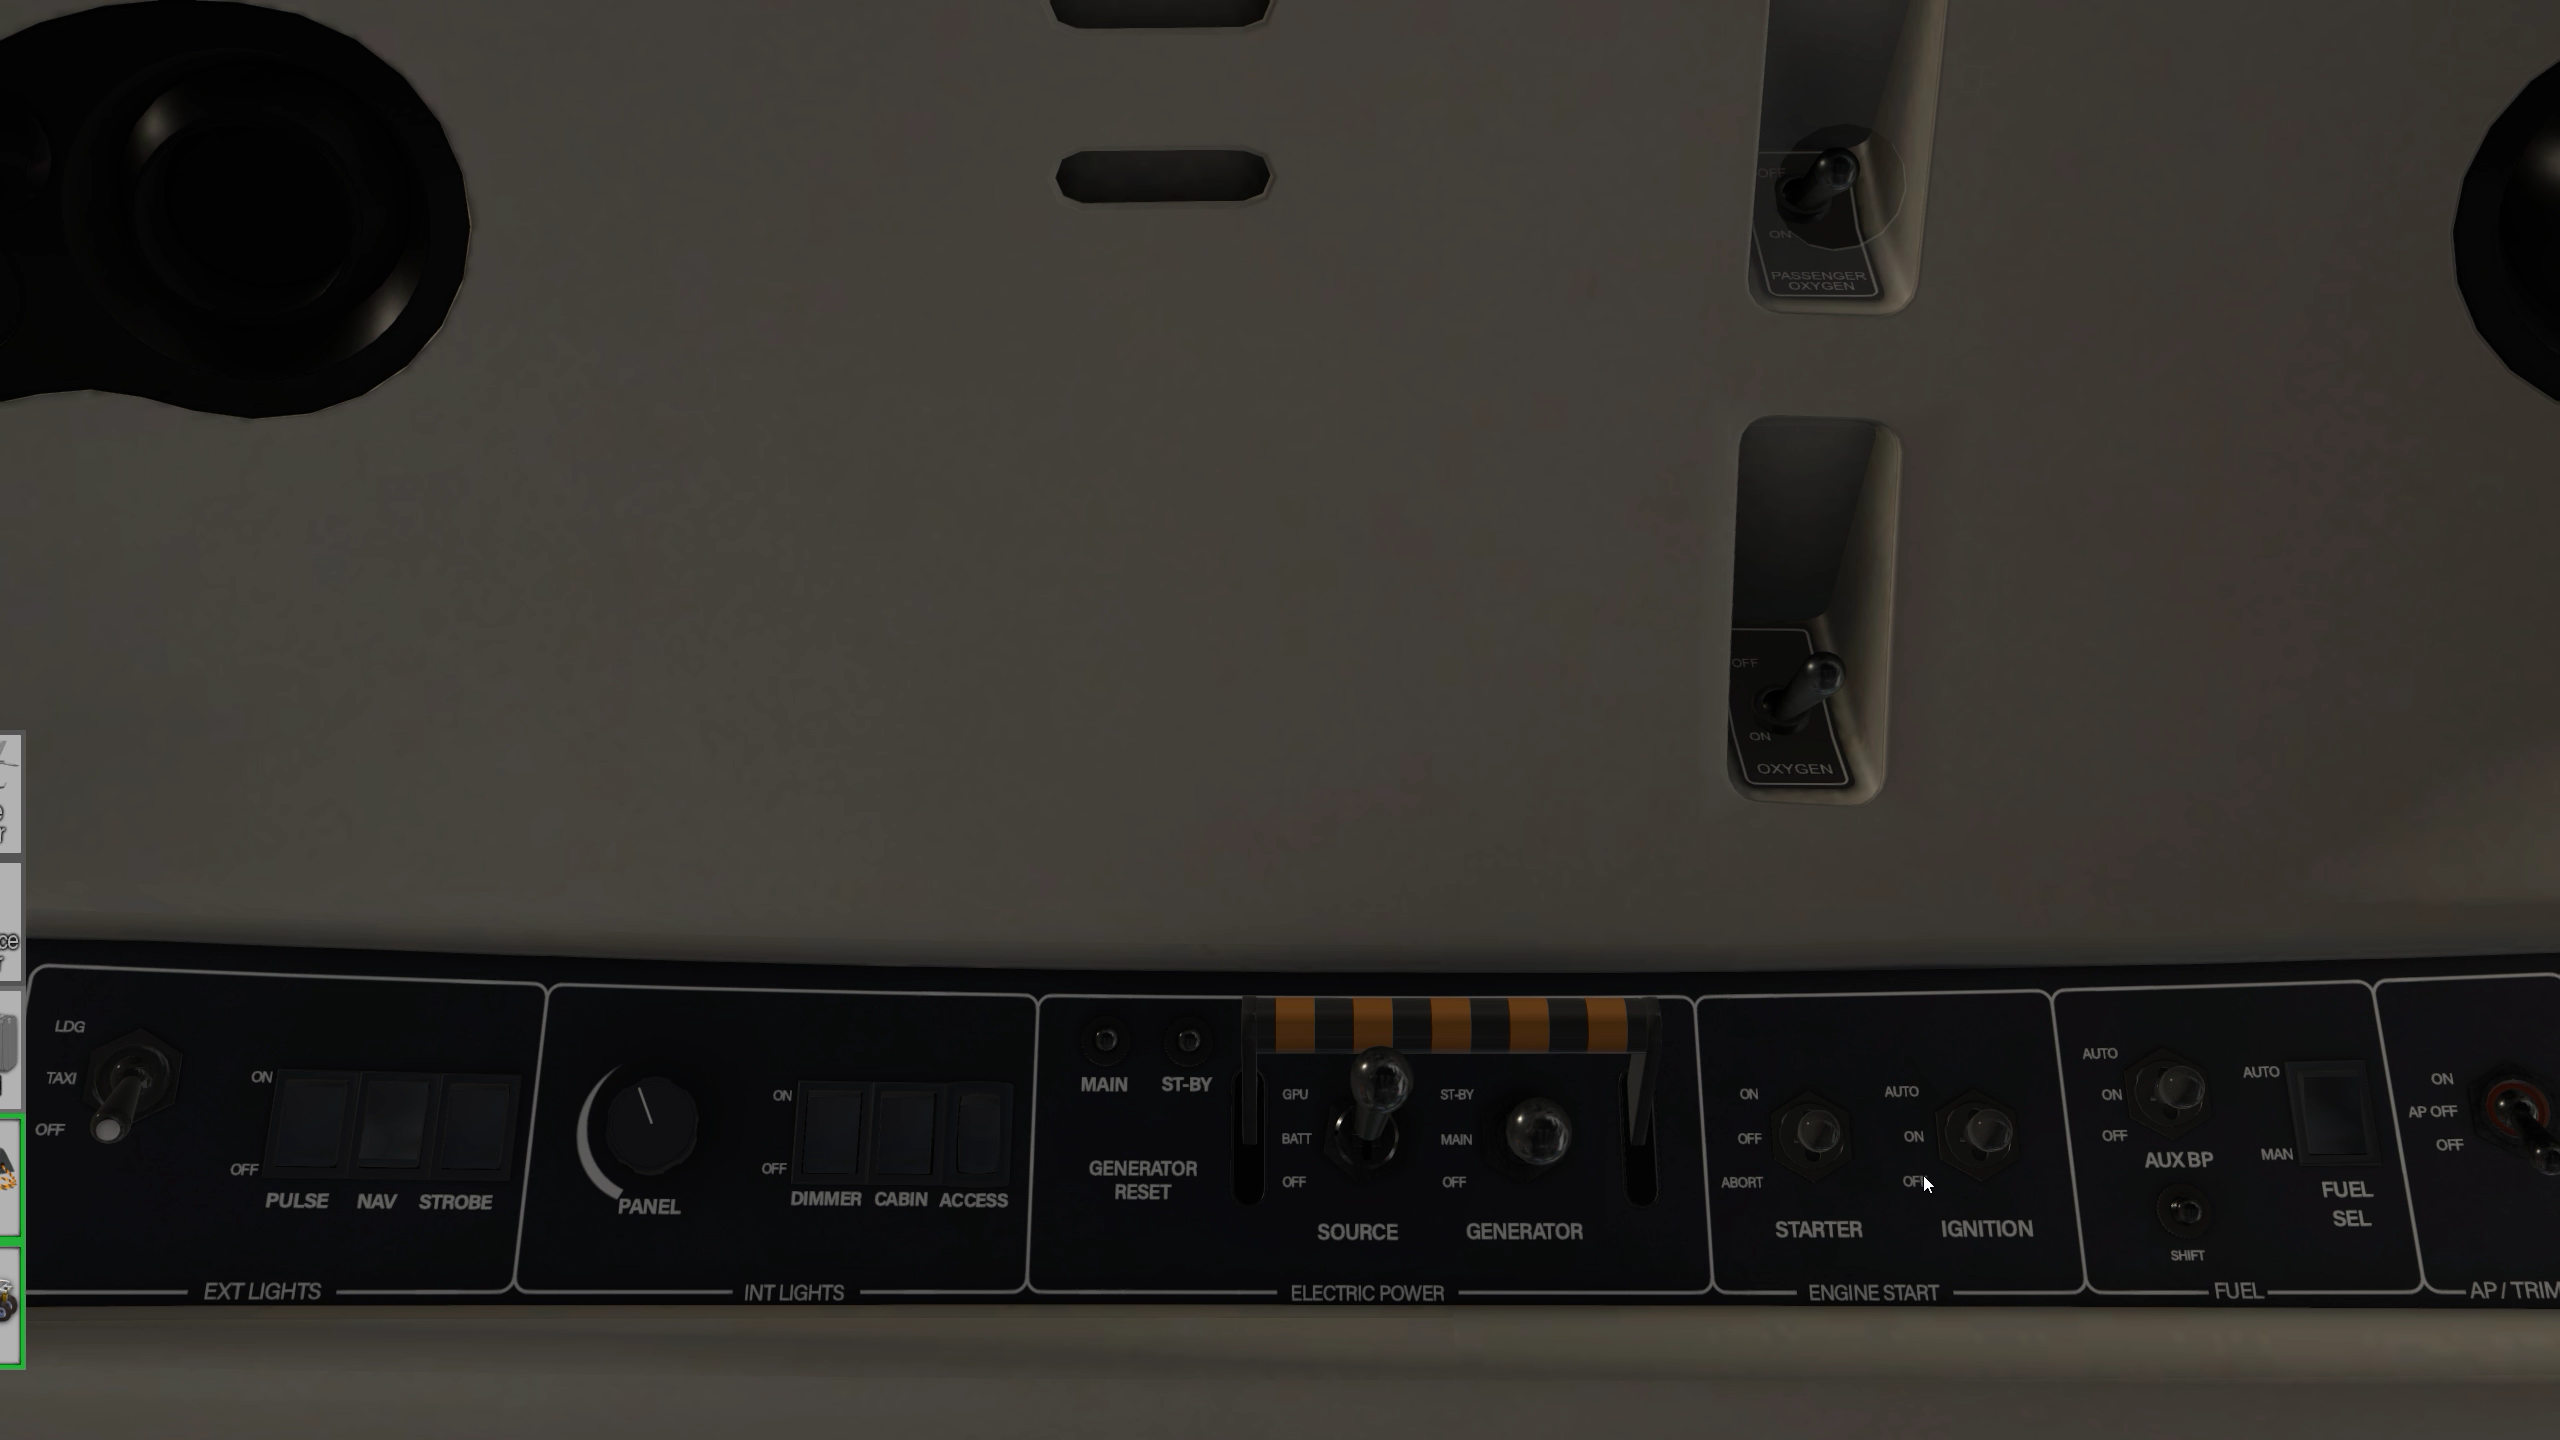 OFF
ON
PASSENGER
OXYGEN
OFF
ON
OXYGEN
LDG
TAXI
OFF
ON
OFF
PULSE NAV STROBE
EXT LIGHTS
PANEL
ON
OFF
DIMMER CABIN ACCESS
INT LIGHTS
MAIN ST-BY
GENERATOR
RESET
GPU
BATT
OFF
SOURCE
ST-BY
MAIN
OFF
GENERATOR
ELECTRIC POWER
ON
OFF
ABORT
STARTER
AUTO
ON
OFF
IGNITION
ENGINE START
AUTO
ON
OFF
AUX BP
SHIFT
AUTO
MAN
FUEL
SEL
FUEL
ON
AP OFF
OFF
AP / TRIM